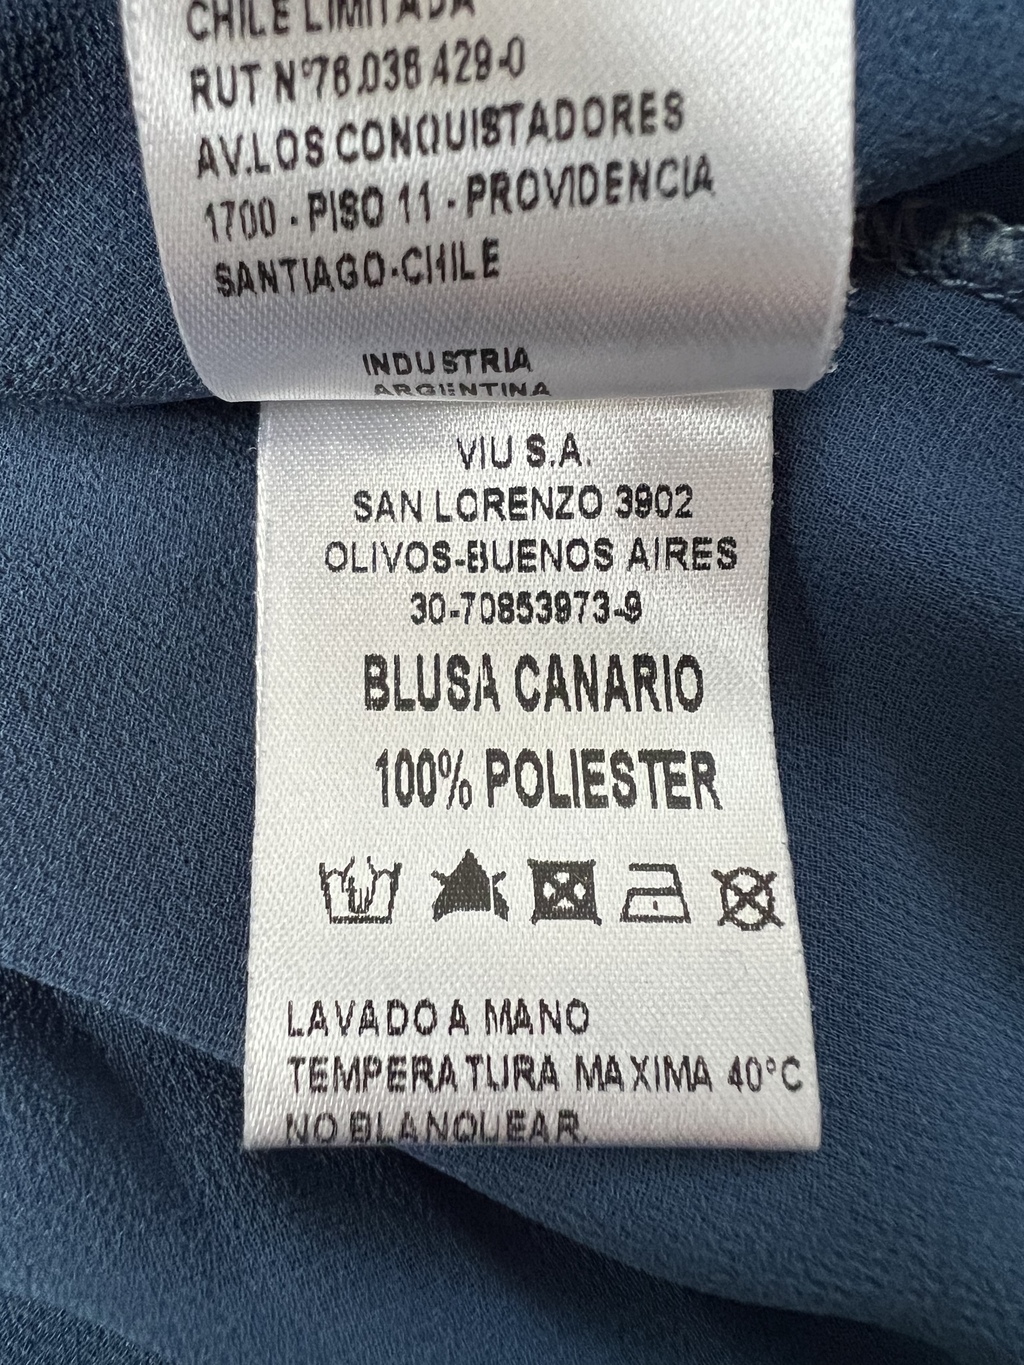 CHILE LIMITADA
RUT N°76.036.429-0
AV.LOS CONQUISTADORES
1700 - PISO 11 - PROVIDENCIA
SANTIAGO-CHILE
INDUSTRIA
ARGENTINA
VIU S.A.
SAN LORENZO 3902
OLIVOS-BUENOS AIRES
30-70853973-9
BLUSA CANARIO
100% POLIESTER
LAVADO A MANO
TEMPERATURA MAXIMA 40°C
NO BLANQUEAR.